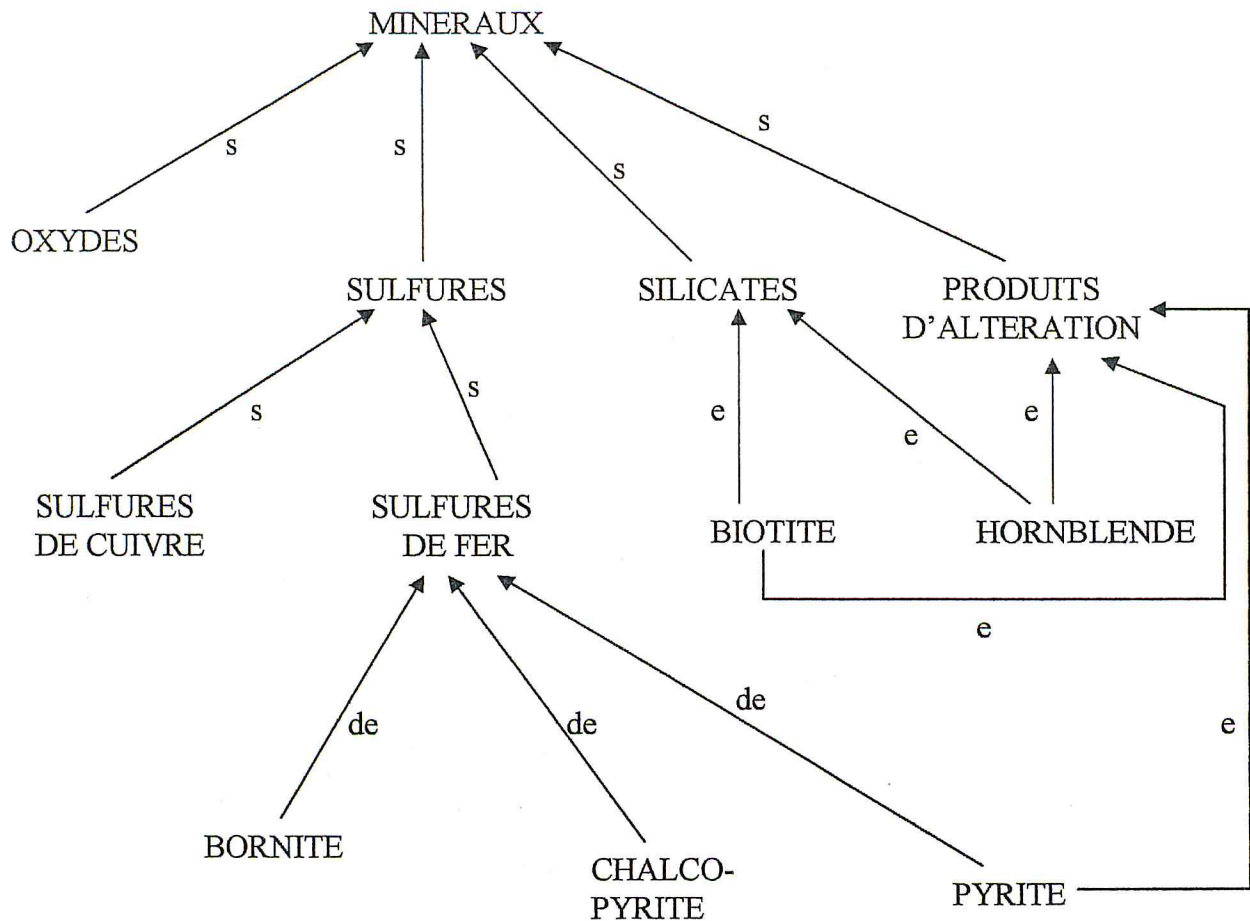 MINERAUX
s
s
s
s
OXYDES
SULFURES
SILICATES
PRODUITS
D'ALTERATION
s
s
e
e
e
SULFURES
DE CUIVRE
SULFURES
DE FER
BIOTITE
HORNBLENDE
e
de
de
de
e
BORNITE
CHALCO-
PYRITE
PYRITE